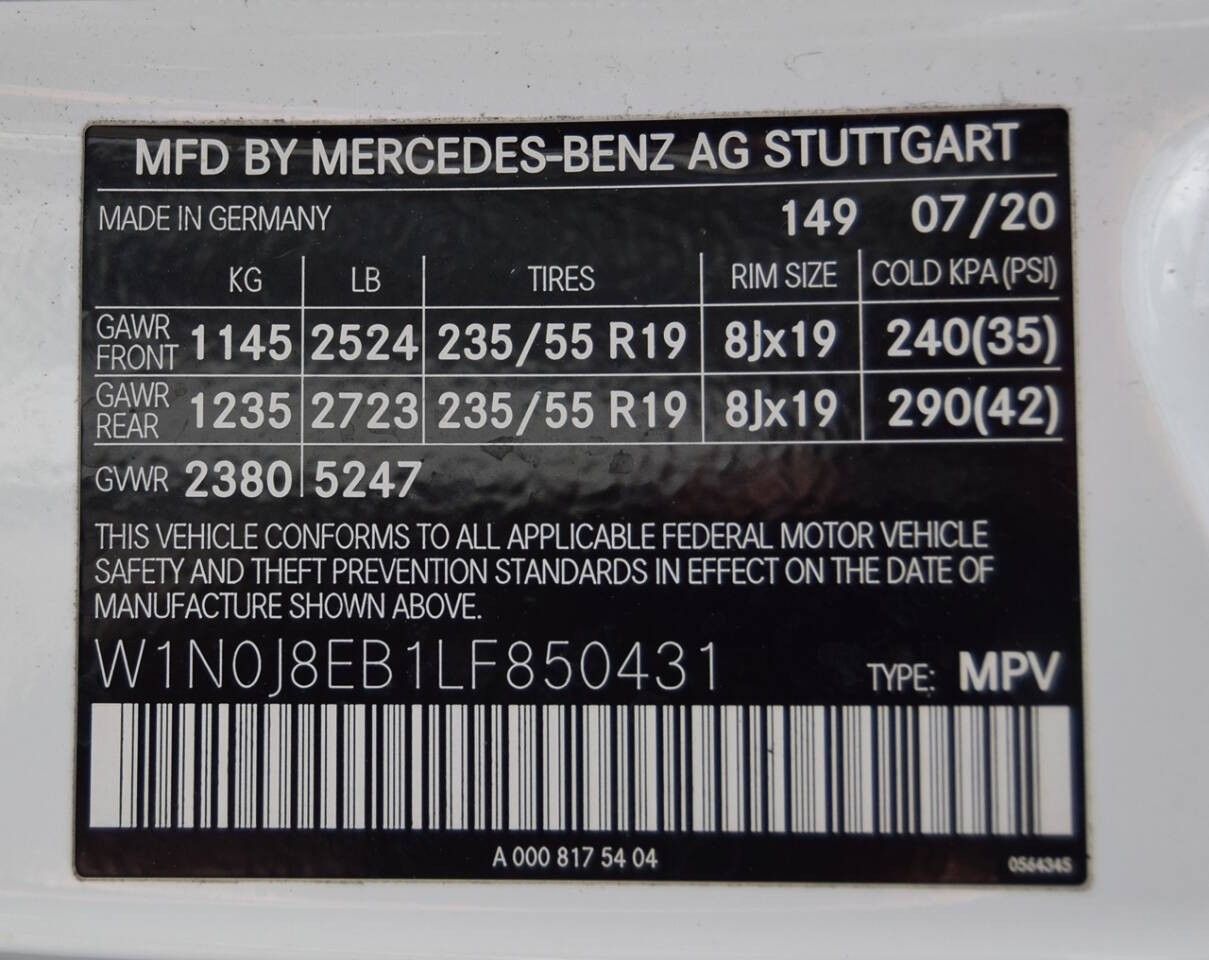 MFD BY MERCEDES-BENZ AG STUTTGART
MADE IN GERMANY 149 07/20
KG LB TIRES RIM SIZE COLD KPA (PSI)
GAWR FRONT 1145 2524 235/55 R19 8Jx19 240(35)
GAWR REAR 1235 2723 235/55 R19 8Jx19 290(42)
GVWR 2380 5247
THIS VEHICLE CONFORMS TO ALL APPLICABLE FEDERAL MOTOR VEHICLE
SAFETY AND THEFT PREVENTION STANDARDS IN EFFECT ON THE DATE OF
MANUFACTURE SHOWN ABOVE.
W1N0J8EB1LF850431 TYPE: MPV
A 000 817 54 04 0564345